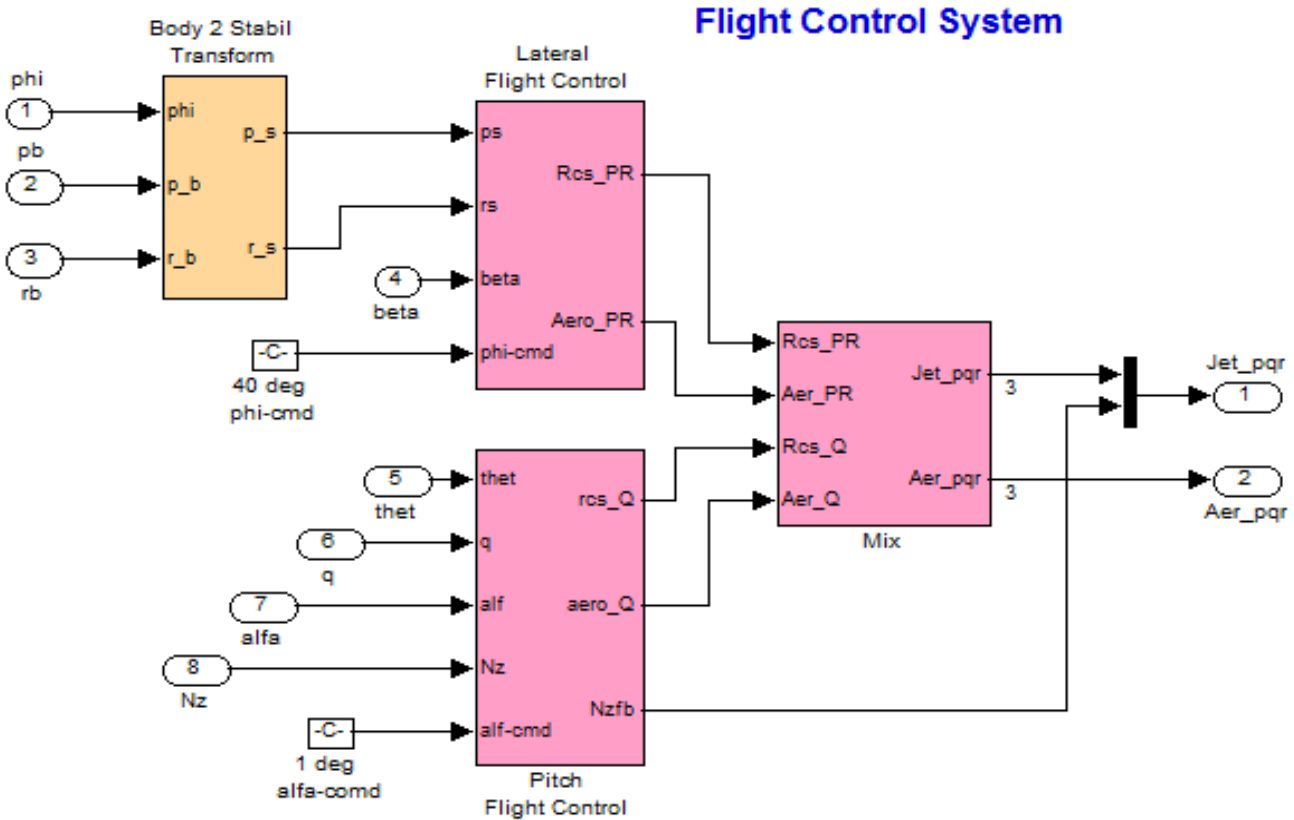 Flight Control System
Body 2 Stabil
Transform
Lateral
Flight Control
phi
1
pb
2
3
rb
phi
p_b
r_b
p_s
r_s
4
beta
-C-
40 deg
phi-cmd
ps
rs
beta
phi-cmd
Rcs_PR
Aero_PR
5
thet
6
q
7
alfa
8
Nz
-C-
1 deg
alfa-comd
thet
q
alf
Nz
alf-cmd
rcs_Q
aero_Q
Nzfb
Pitch
Flight Control
Rcs_PR
Aer_PR
Rcs_Q
Aer_Q
Jet_pqr
Aer_pqr
Mix
3
3
Jet_pqr
1
2
Aer_pqr